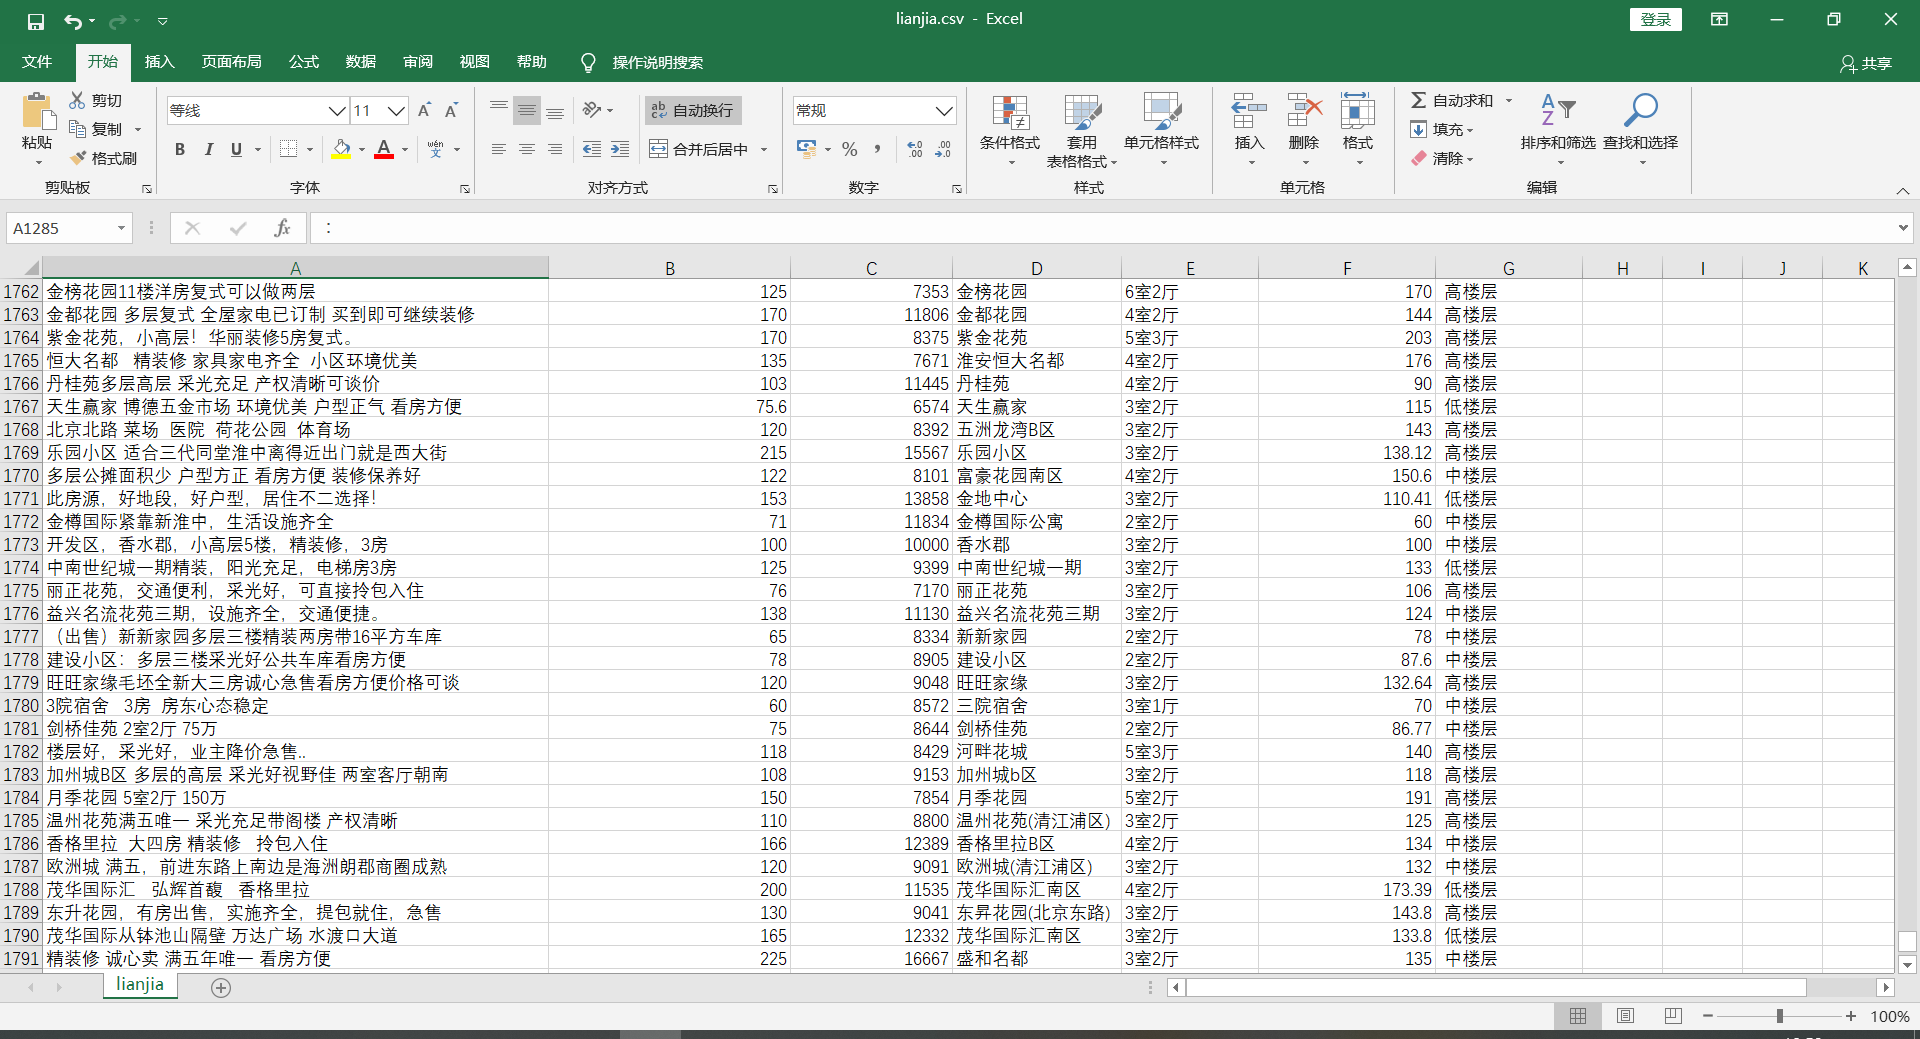 lianjia.csv - Excel
登录
文件 开始 插入 页面布局 公式 数据 审阅 视图 帮助 操作说明搜索 共享
粘贴 剪切 复制 格式刷 剪贴板
等线 11 B I U wén 文 字体
ab 自动换行 合并后居中 对齐方式
常规 % 数字
条件格式 套用表格格式 单元格样式 样式
插入 删除 格式 单元格
自动求和 填充 清除 排序和筛选 查找和选择 编辑
A1285 fx :
A B C D E F G H I J K
1762 金榜花园11楼洋房复式可以做两层 125 7353 金榜花园 6室2厅 170 高楼层
1763 金都花园 多层复式 全屋家电已订制 买到即可继续装修 170 11806 金都花园 4室2厅 144 高楼层
1764 紫金花苑，小高层！华丽装修5房复式。 170 8375 紫金花苑 5室3厅 203 高楼层
1765 恒大名都 精装修 家具家电齐全 小区环境优美 135 7671 淮安恒大名都 4室2厅 176 高楼层
1766 丹桂苑多层高层 采光充足 产权清晰可谈价 103 11445 丹桂苑 4室2厅 90 高楼层
1767 天生赢家 博德五金市场 环境优美 户型正气 看房方便 75.6 6574 天生赢家 3室2厅 115 低楼层
1768 北京北路 菜场 医院 荷花公园 体育场 120 8392 五洲龙湾B区 3室2厅 143 高楼层
1769 乐园小区 适合三代同堂淮中离得近出门就是西大街 215 15567 乐园小区 3室2厅 138.12 高楼层
1770 多层公摊面积少 户型方正 看房方便 装修保养好 122 8101 富豪花园南区 4室2厅 150.6 中楼层
1771 此房源，好地段，好户型，居住不二选择！ 153 13858 金地中心 3室2厅 110.41 低楼层
1772 金樽国际紧靠新淮中，生活设施齐全 71 11834 金樽国际公寓 2室2厅 60 中楼层
1773 开发区，香水郡，小高层5楼，精装修，3房 100 10000 香水郡 3室2厅 100 中楼层
1774 中南世纪城一期精装，阳光充足，电梯房3房 125 9399 中南世纪城一期 3室2厅 133 低楼层
1775 丽正花苑，交通便利，采光好，可直接拎包入住 76 7170 丽正花苑 3室2厅 106 高楼层
1776 益兴名流花苑三期，设施齐全，交通便捷。 138 11130 益兴名流花苑三期 3室2厅 124 中楼层
1777 （出售）新新家园多层三楼精装两房带16平方车库 65 8334 新新家园 2室2厅 78 中楼层
1778 建设小区：多层三楼采光好公共车库看房方便 78 8905 建设小区 2室2厅 87.6 中楼层
1779 旺旺家缘毛坯全新大三房诚心急售看房方便价格可谈 120 9048 旺旺家缘 3室2厅 132.64 高楼层
1780 3院宿舍 3房 房东心态稳定 60 8572 三院宿舍 3室1厅 70 中楼层
1781 剑桥佳苑 2室2厅 75万 75 8644 剑桥佳苑 2室2厅 86.77 中楼层
1782 楼层好，采光好，业主降价急售.. 118 8429 河畔花城 5室3厅 140 高楼层
1783 加州城B区 多层的高层 采光好视野佳 两室客厅朝南 108 9153 加州城b区 3室2厅 118 高楼层
1784 月季花园 5室2厅 150万 150 7854 月季花园 5室2厅 191 高楼层
1785 温州花苑满五唯一 采光充足带阁楼 产权清晰 110 8800 温州花苑(清江浦区) 3室2厅 125 高楼层
1786 香格里拉 大四房 精装修 拎包入住 166 12389 香格里拉B区 4室2厅 134 中楼层
1787 欧洲城 满五，前进东路上南边是海洲朗郡商圈成熟 120 9091 欧洲城(清江浦区) 3室2厅 132 中楼层
1788 茂华国际汇 弘辉首馥 香格里拉 200 11535 茂华国际汇南区 4室2厅 173.39 低楼层
1789 东升花园，有房出售，实施齐全，提包就住，急售 130 9041 东昇花园(北京东路) 3室2厅 143.8 高楼层
1790 茂华国际从钵池山隔壁 万达广场 水渡口大道 165 12332 茂华国际汇南区 3室2厅 133.8 低楼层
1791 精装修 诚心卖 满五年唯一 看房方便 225 16667 盛和名都 3室2厅 135 中楼层
lianjia
100%